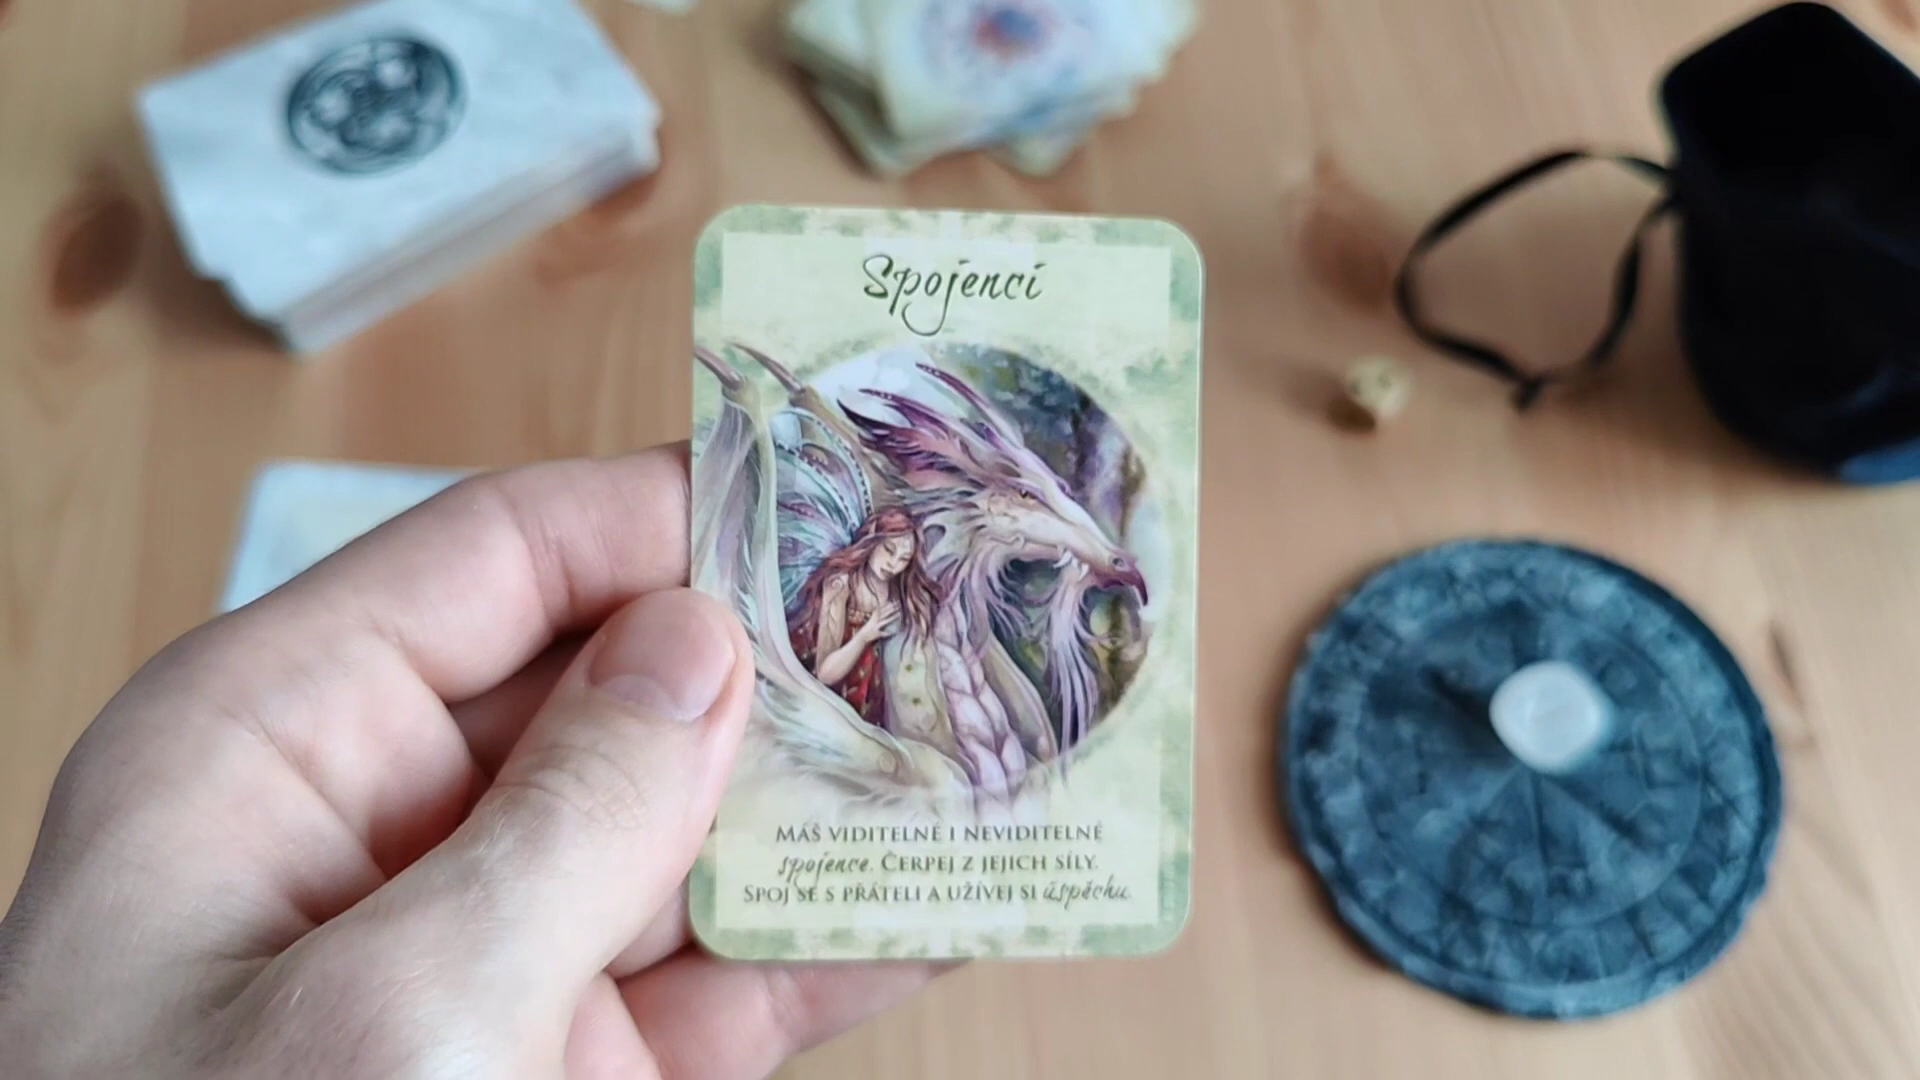 Spojenci
MÁŠ VIDITELNÉ I NEVIDITELNÉ
spojence. ČERPEJ Z JEJICH SÍLY.
SPOJ SE S PŘÁTELI A UŽÍVEJ SI úspěchu.